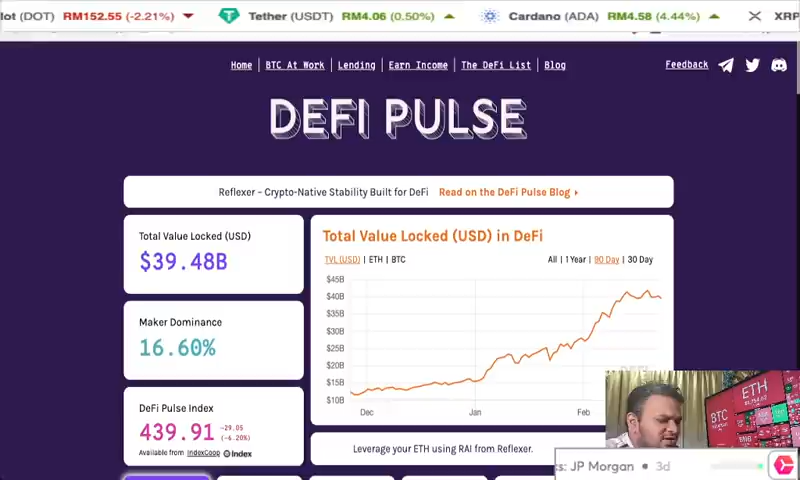 lot (DOT) RM152.55 (-2.21%) Tether (USDT) RM4.06 (0.50%) Cardano (ADA) RM4.58 (4.44%) XRP
Home | BTC At Work | Lending | Earn Income | The DeFi List | Blog
Feedback
DEFI PULSE
Reflexer – Crypto-Native Stability Built for DeFi Read on the DeFi Pulse Blog
Total Value Locked (USD)
$39.48B
Maker Dominance
16.60%
DeFi Pulse Index
439.91 -29.05 (-6.20%)
Available from IndexCoop Index
Total Value Locked (USD) in DeFi
TVL (USD) | ETH | BTC
All | 1 Year | 90 Day | 30 Day
$45B
$40B
$35B
$30B
$25B
$20B
$15B
$10B
Dec Jan Feb
DEFI
Leverage your ETH using RAI from Reflexer.
ETH
BTC
BNB
s: JP Morgan • 3d